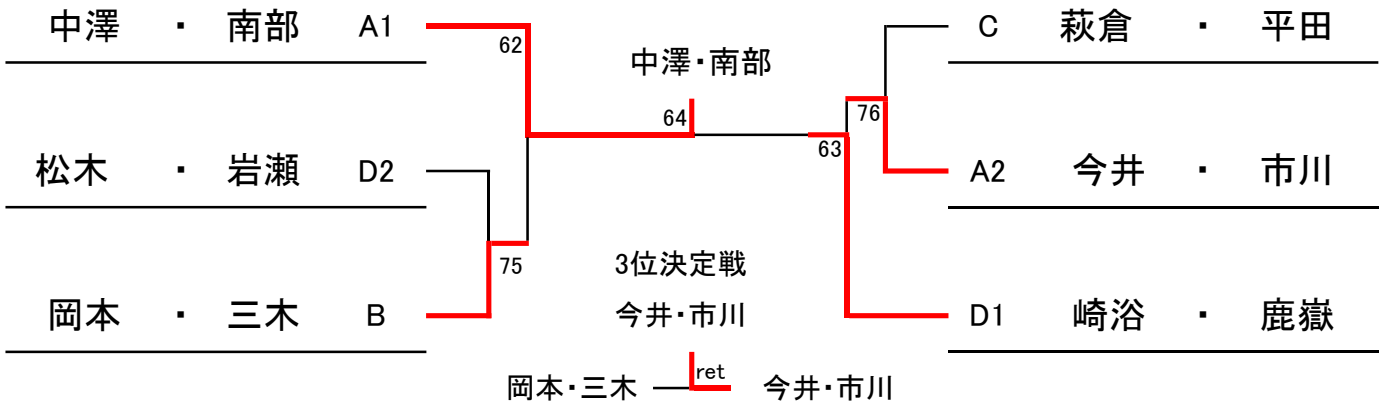 中澤 ・ 南部 A1
62
中澤・南部
C 萩倉 ・ 平田
64
76
63
松木 ・ 岩瀬 D2
A2 今井 ・ 市川
75
3位決定戦
岡本 ・ 三木 B
今井・市川
D1 崎浴 ・ 鹿嶽
ret
岡本・三木
今井・市川